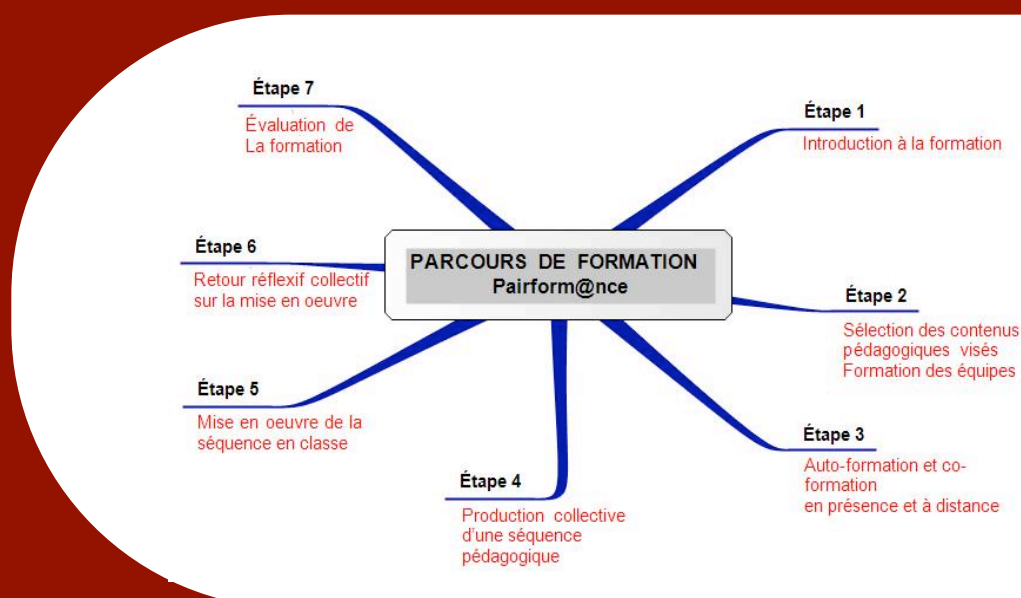 PARCOURS DE FORMATION
Pairform@nce
Étape 1
Introduction à la formation
Étape 2
Sélection des contenus
pédagogiques visés
Formation des équipes
Étape 3
Auto-formation et co-
formation
en présence et à distance
Étape 4
Production collective
d'une séquence
pédagogique
Étape 5
Mise en oeuvre de la
séquence en classe
Étape 6
Retour réflexif collectif
sur la mise en oeuvre
Étape 7
Évaluation de
La formation